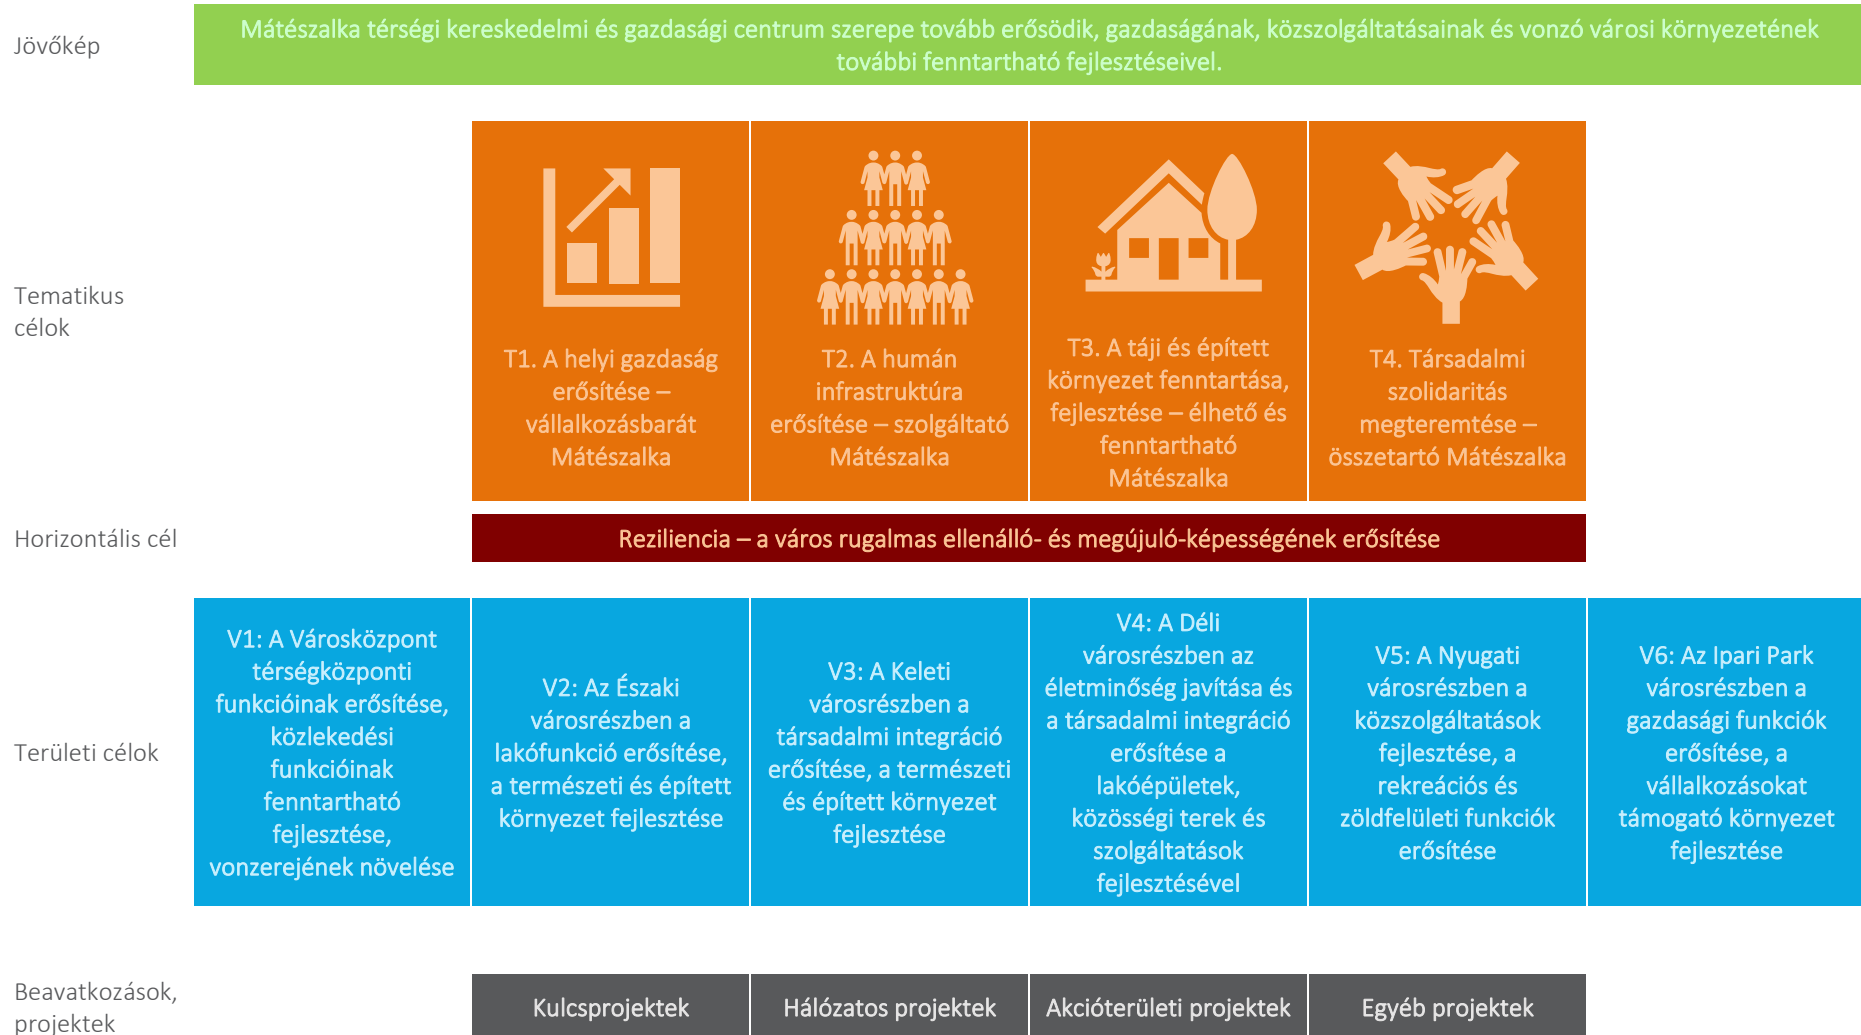 Jövőkép
Mátészalka térségi kereskedelmi és gazdasági centrum szerepe tovább erősödik, gazdaságának, közszolgáltatásainak és vonzó városi környezetének
további fenntartható fejlesztéseivel.
Tematikus
célok
T1. A helyi gazdaság
erősítése –
vállalkozásbarát
Mátészalka
T2. A humán
infrastruktúra
erősítése – szolgáltató
Mátészalka
T3. A táji és épített
környezet fenntartása,
fejlesztése – élhető és
fenntartható
Mátészalka
T4. Társadalmi
szolidaritás
megteremtése –
összetartó Mátészalka
Horizontális cél
Reziliencia – a város rugalmas ellenálló- és megújuló-képességének erősítése
Területi célok
V1: A Városközpont
térségközponti
funkcióinak erősítése,
közlekedési
funkcióinak
fenntartható
fejlesztése,
vonzerejének növelése
V2: Az Északi
városrészben a
lakófunkció erősítése,
a természeti és épített
környezet fejlesztése
V3: A Keleti
városrészben a
társadalmi integráció
erősítése, a természeti
és épített környezet
fejlesztése
V4: A Déli
városrészben az
életminőség javítása és
a társadalmi integráció
erősítése a
lakóépületek,
közösségi terek és
szolgáltatások
fejlesztésével
V5: A Nyugati
városrészben a
közszolgáltatások
fejlesztése, a
rekreációs és
zöldfelületi funkciók
erősítése
V6: Az Ipari Park
városrészben a
gazdasági funkciók
erősítése, a
vállalkozásokat
támogató környezet
fejlesztése
Beavatkozások,
projektek
Kulcsprojektek
Hálózatos projektek
Akcióterületi projektek
Egyéb projektek